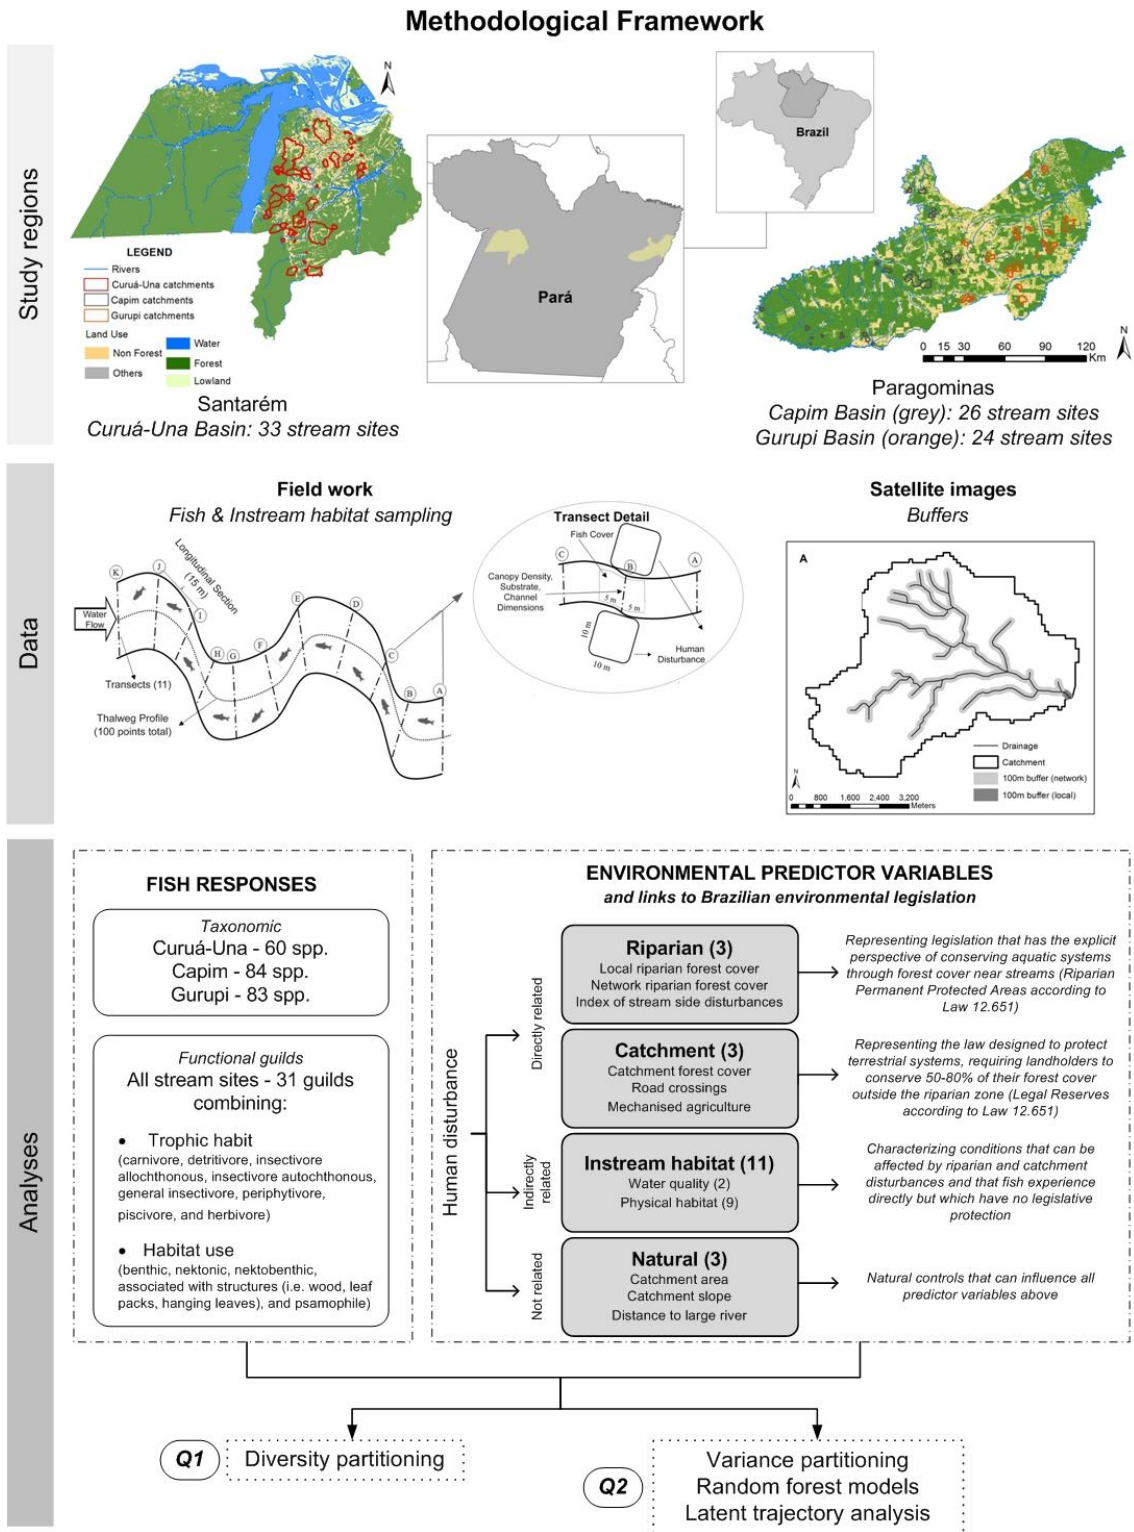 Methodological Framework
Study regions
N
LEGEND
Rivers
Curuá-Una catchments
Capim catchments
Gurupi catchments
Land Use
Non Forest
Others
Water
Forest
Lowland
Santarém
Curuá-Una Basin: 33 stream sites
Pará
Brazil
0 15 30 60 90 120
Km
N
Paragominas
Capim Basin (grey): 26 stream sites
Gurupi Basin (orange): 24 stream sites
Data
Field work
Fish & Instream habitat sampling
Longitudinal Section
(15 m)
Water
Flow
K
J
I
H
G
F
E
D
C
B
A
Transects (11)
Thalweg Profile
(100 points total)
Transect Detail
Fish Cover
C
B
A
Canopy Density,
Substrate,
Channel
Dimensions
5 m
5 m
10 m
10 m
Human
Disturbance
Satellite images
Buffers
A
Drainage
Catchment
100m buffer (network)
100m buffer (local)
N
0 800 1,600 2,400 3,200
Meters
Analyses
FISH RESPONSES
Taxonomic
Curuá-Una - 60 spp.
Capim - 84 spp.
Gurupi - 83 spp.
Functional guilds
All stream sites - 31 guilds
combining:
• Trophic habit
(carnivore, detritivore, insectivore
allochthonous, insectivore autochthonous,
general insectivore, periphytivore,
piscivore, and herbivore)
• Habitat use
(benthic, nektonic, nektobenthic,
associated with structures (i.e. wood, leaf
packs, hanging leaves), and psamophile)
ENVIRONMENTAL PREDICTOR VARIABLES
and links to Brazilian environmental legislation
Human disturbance
Directly related
Indirectly
related
Not related
Riparian (3)
Local riparian forest cover
Network riparian forest cover
Index of stream side disturbances
Representing legislation that has the explicit
perspective of conserving aquatic systems
through forest cover near streams (Riparian
Permanent Protected Areas according to
Law 12.651)
Catchment (3)
Catchment forest cover
Road crossings
Mechanised agriculture
Representing the law designed to protect
terrestrial systems, requiring landholders to
conserve 50-80% of their forest cover
outside the riparian zone (Legal Reserves
according to Law 12.651)
Instream habitat (11)
Water quality (2)
Physical habitat (9)
Characterizing conditions that can be
affected by riparian and catchment
disturbances and that fish experience
directly but which have no legislative
protection
Natural (3)
Catchment area
Catchment slope
Distance to large river
Natural controls that can influence all
predictor variables above
Q1
Diversity partitioning
Q2
Variance partitioning
Random forest models
Latent trajectory analysis